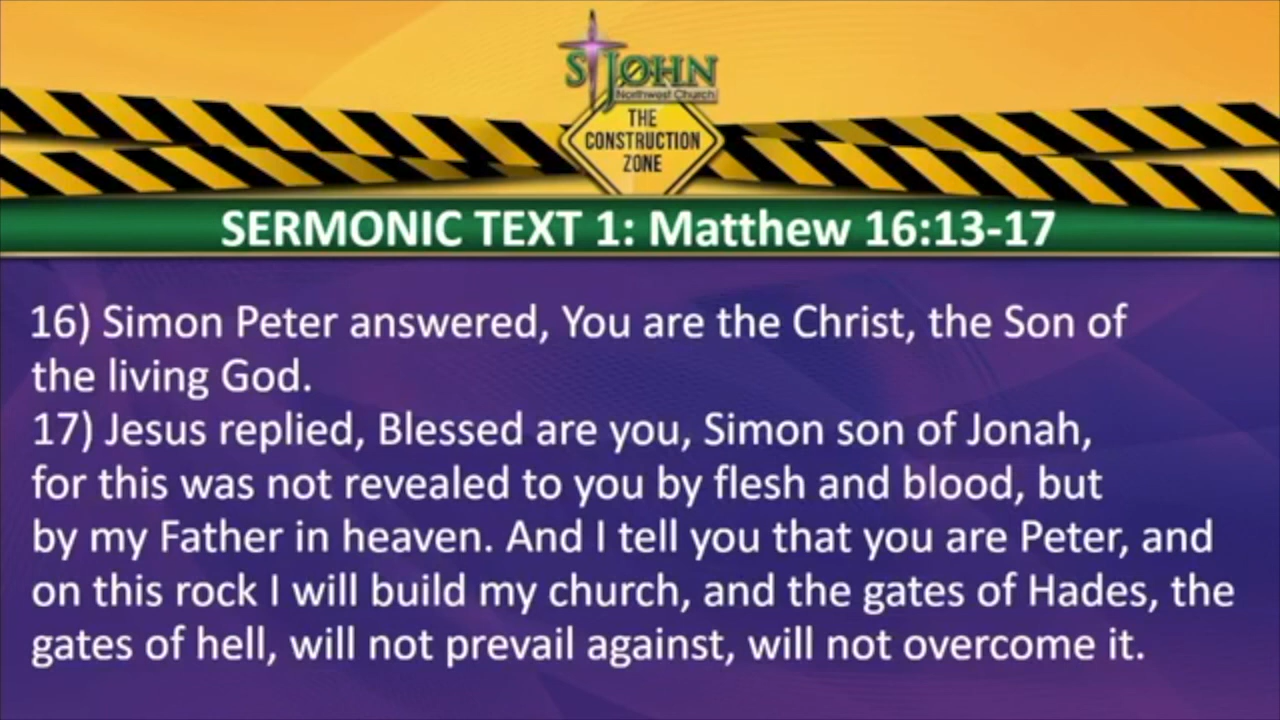 ST JOHN
Northwest Church
THE
CONSTRUCTION
ZONE
SERMONIC TEXT 1: Matthew 16:13-17
16) Simon Peter answered, You are the Christ, the Son of
the living God.
17) Jesus replied, Blessed are you, Simon son of Jonah,
for this was not revealed to you by flesh and blood, but
by my Father in heaven. And I tell you that you are Peter, and
on this rock I will build my church, and the gates of Hades, the
gates of hell, will not prevail against, will not overcome it.